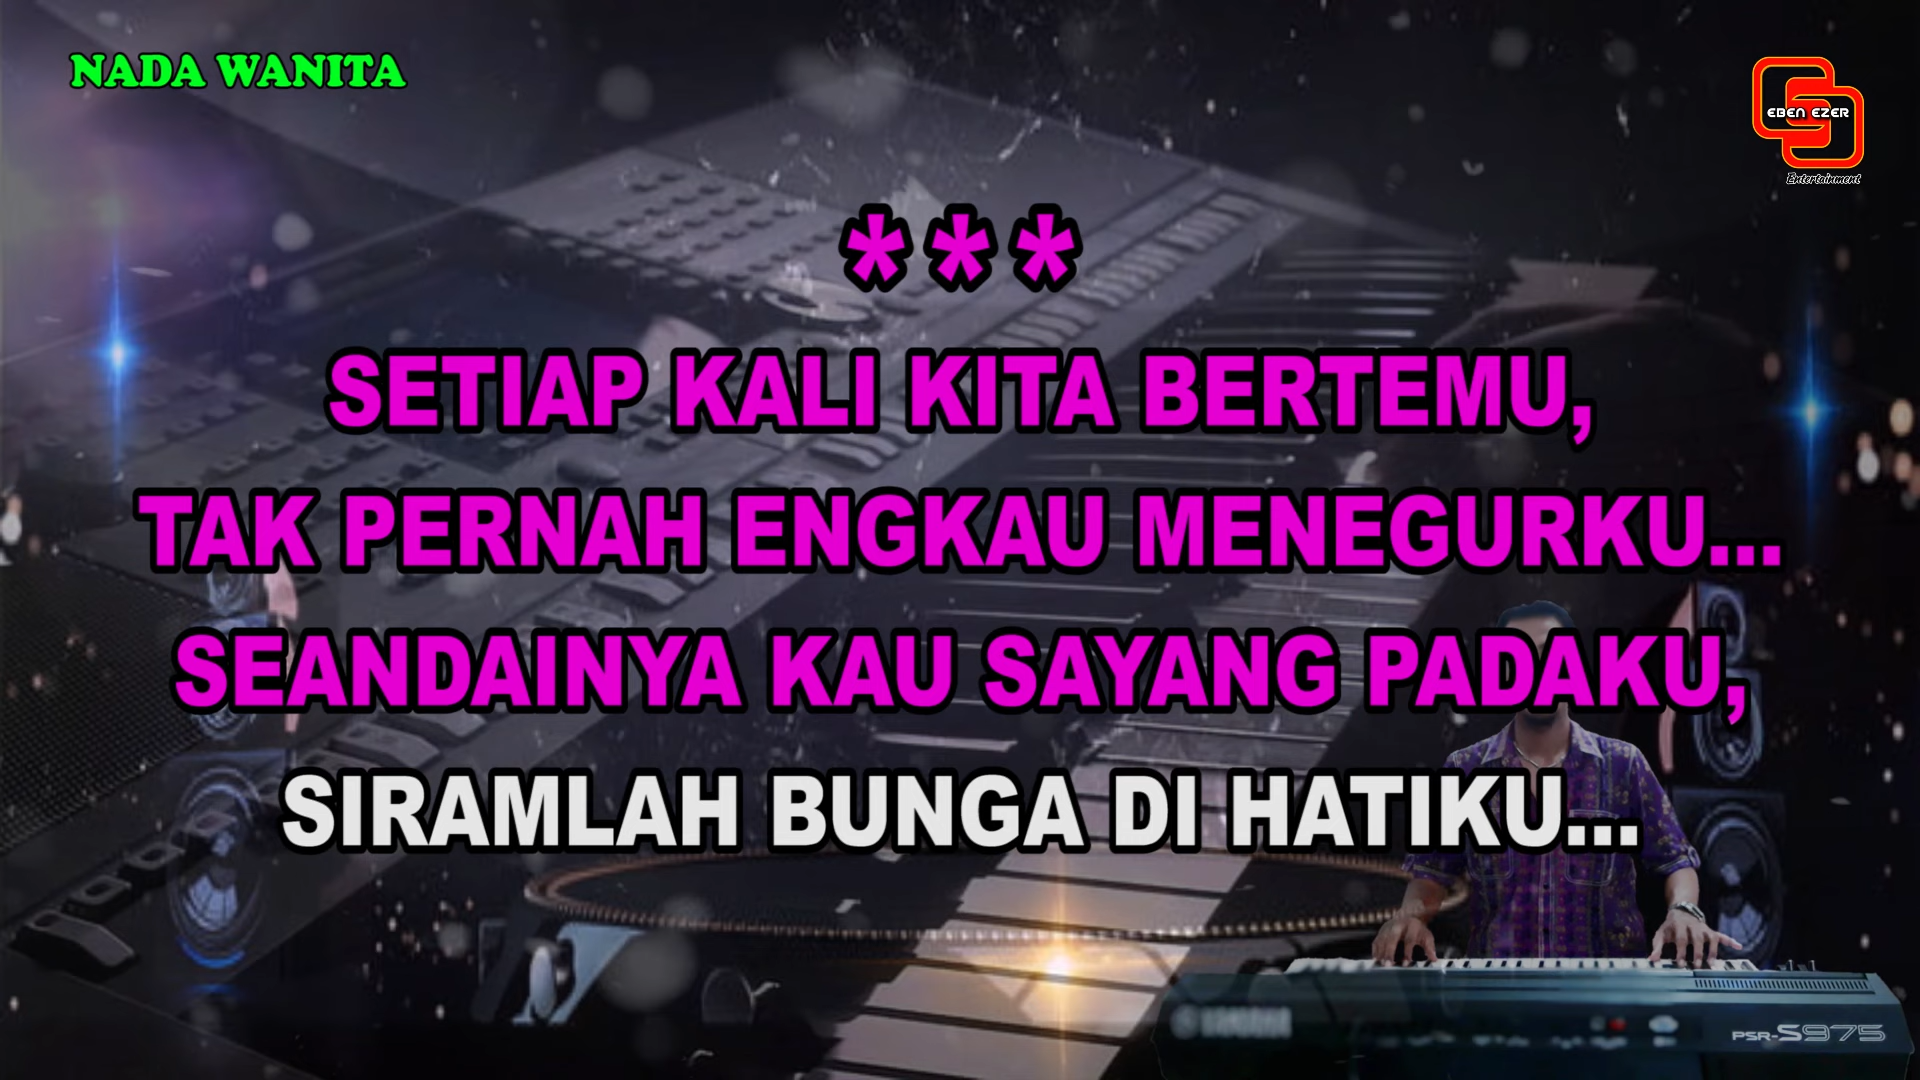 NADA WANITA
EBEN EZER
Entertainment
***
SETIAP KALI KITA BERTEMU,
TAK PERNAH ENGKAU MENEGURKU...
SEANDAINYA KAU SAYANG PADAKU,
SIRAMLAH BUNGA DI HATIKU...
YAMAHA
PSR-S975